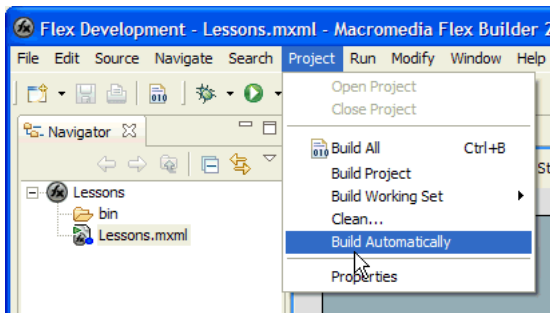 Flex Development - Lessons.mxml - Macromedia Flex Builder 2
File Edit Source Navigate Search Project Run Modify Window Help
Open Project
Close Project
Build All Ctrl+B
Build Project
Build Working Set
Clean...
Build Automatically
Properties
Navigator
Lessons
bin
Lessons.mxml
St